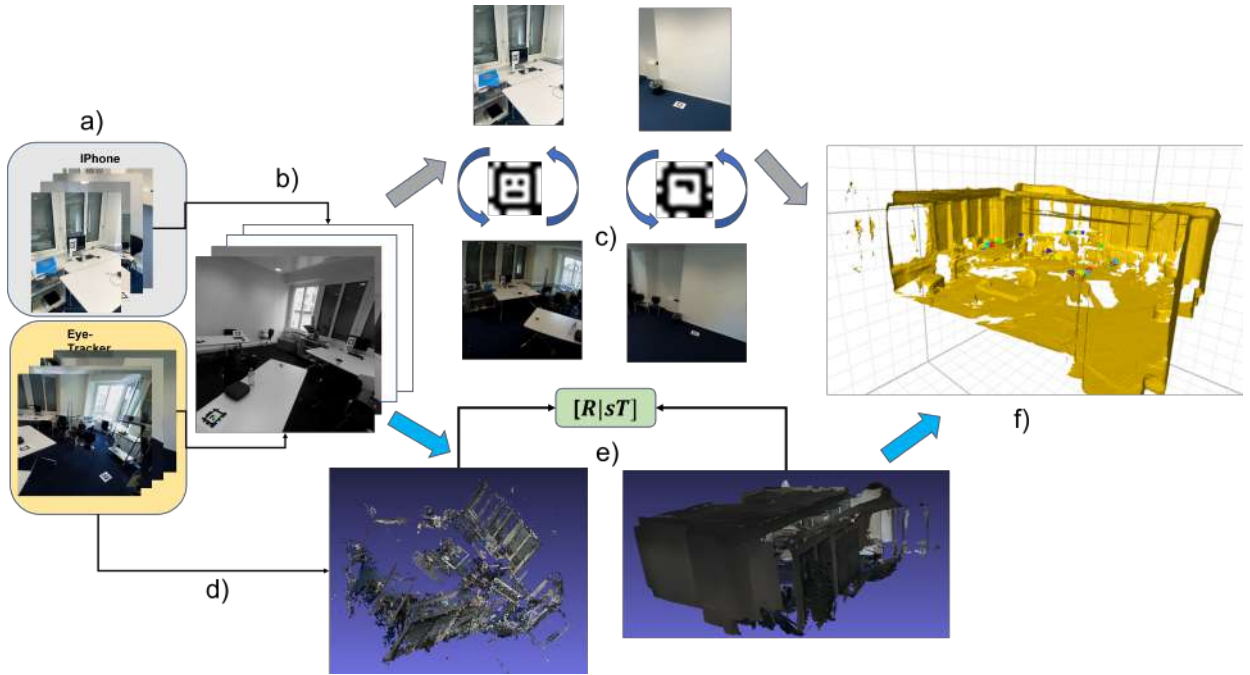 a)
IPhone
b)
c)
Eye-
Tracker
[R|sT]
d)
e)
f)